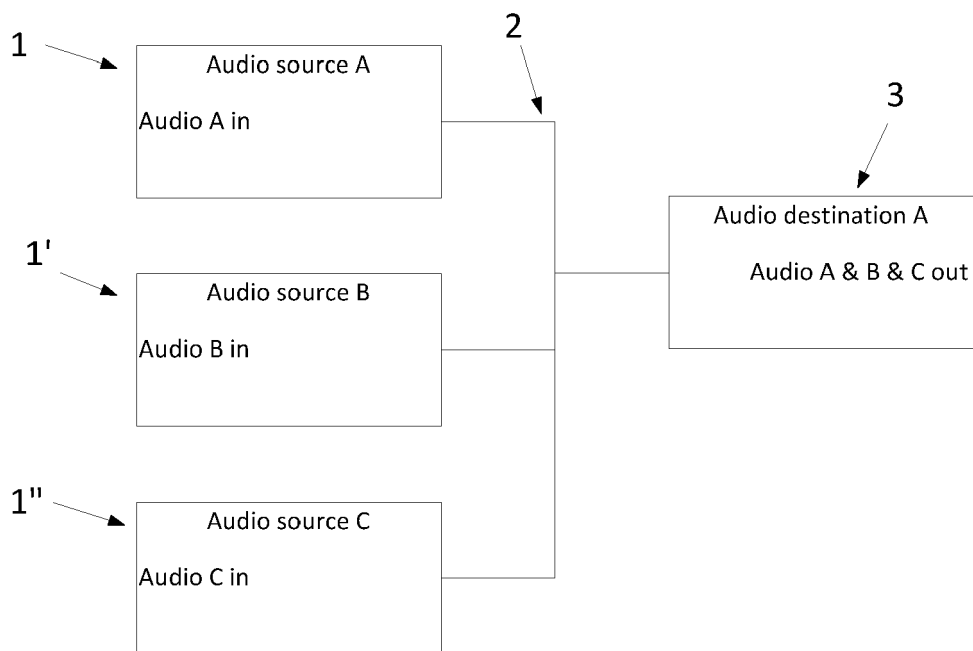 1
Audio source A
Audio A in
2
3
Audio destination A
Audio A & B & C out
1'
Audio source B
Audio B in
1"
Audio source C
Audio C in